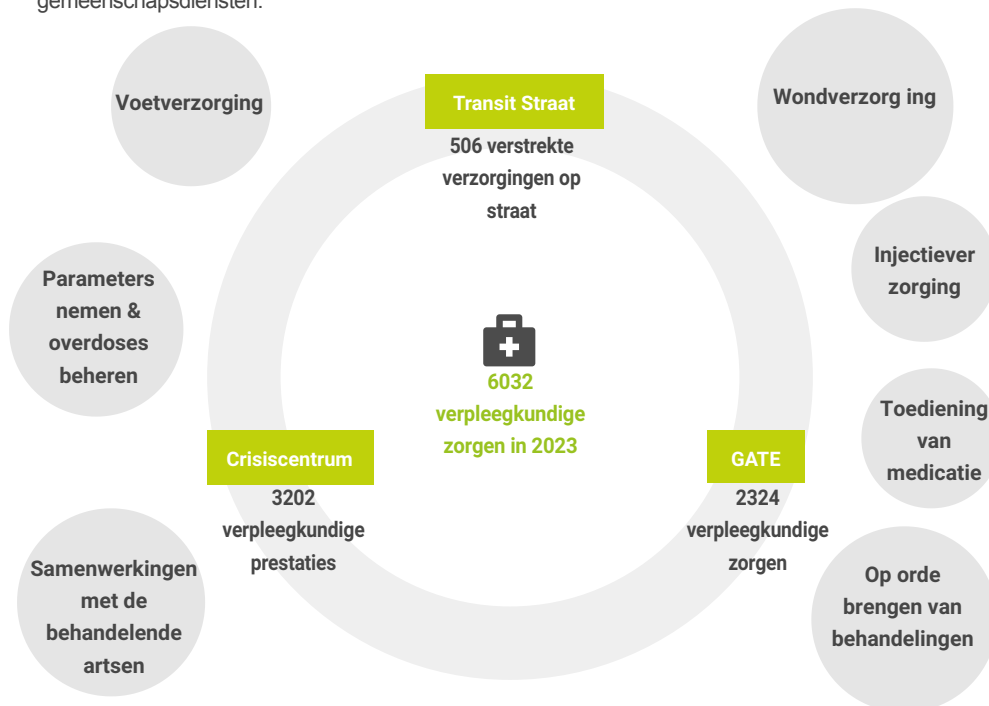 gemeenschapsdiensten.
Voetverzorging
Transit Straat
Wondverzorg ing
506 verstrekte
verzorgingen op
straat
Injectiever
zorging
Parameters
nemen &
overdoses
beheren
6032
verpleegkundige
zorgen in 2023
Toediening
van
medicatie
Crisiscentrum
3202
verpleegkundige
prestaties
GATE
2324
verpleegkundige
zorgen
Samenwerkingen
met de
behandelende
artsen
Op orde
brengen van
behandelingen